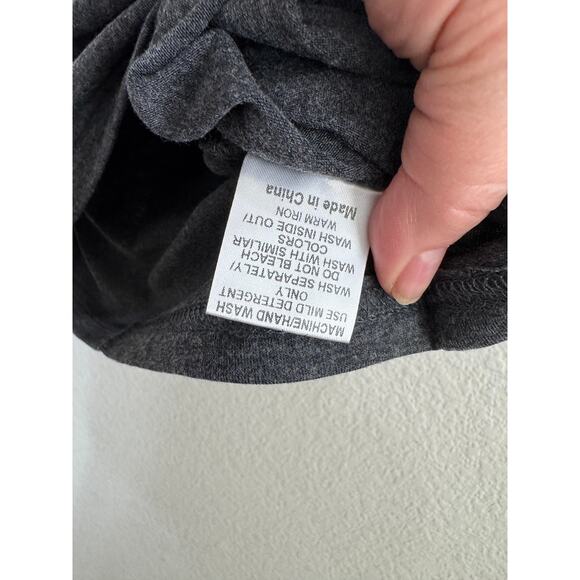 MACHINE/HAND WASH
USE MILD DETERGENT
ONLY
WASH SEPARATELY/
DO NOT BLEACH
WASH WITH SIMILIAR
COLORS
WASH INSIDE OUT/
WARM IRON
Made in China